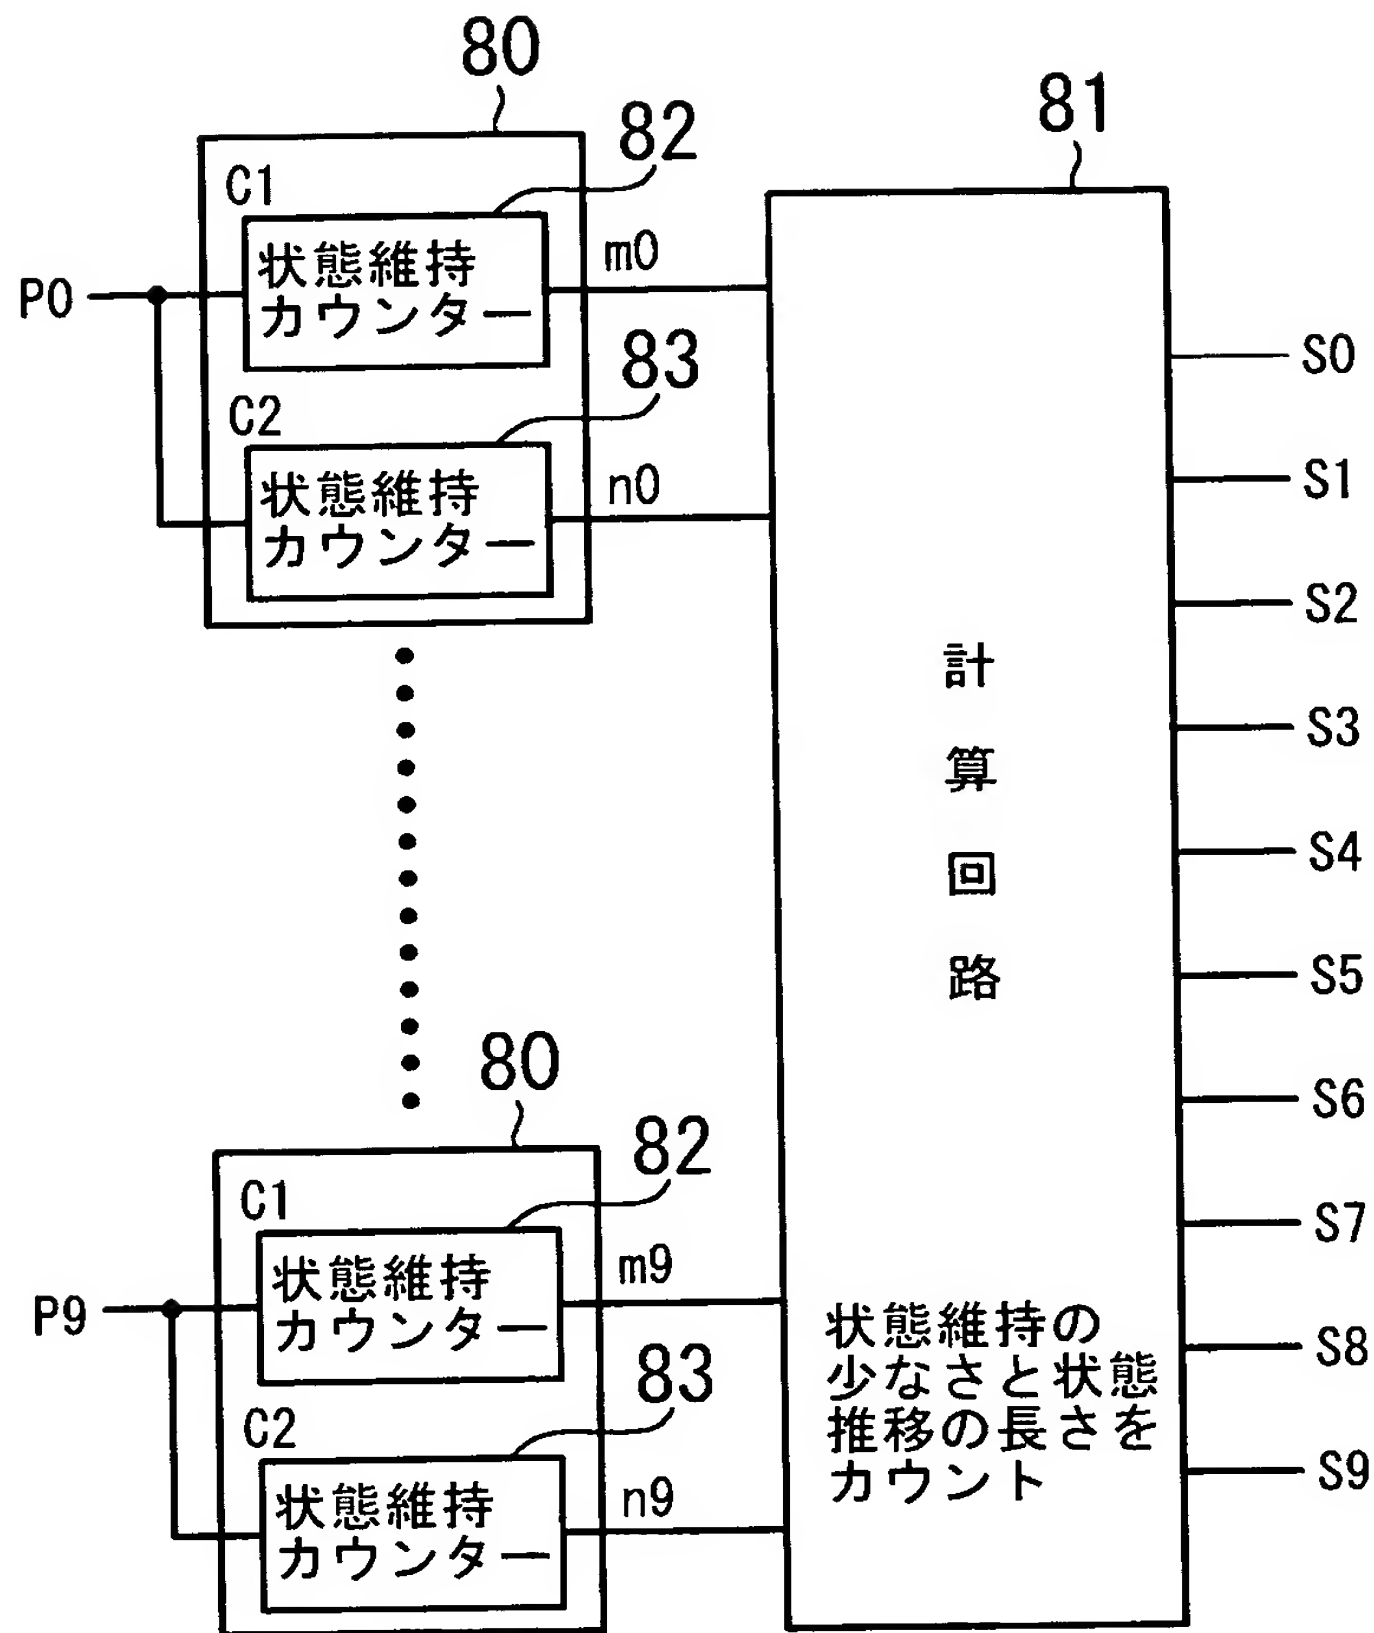 80
82
C1
状態維持
カウンター
m0
P0
83
C2
状態維持
カウンター
n0
81
計
算
回
路
状態維持の
少なさと状態
推移の長さを
カウント
S0
S1
S2
S3
S4
S5
S6
S7
S8
S9
80
82
C1
状態維持
カウンター
m9
P9
83
C2
状態維持
カウンター
n9